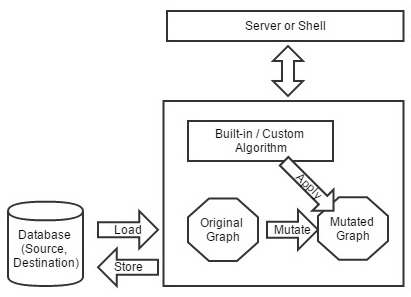 Server or Shell
Built-in / Custom
Algorithm
Apply
Database
(Source,
Destination)
Load
Store
Original
Graph
Mutate
Mutated
Graph